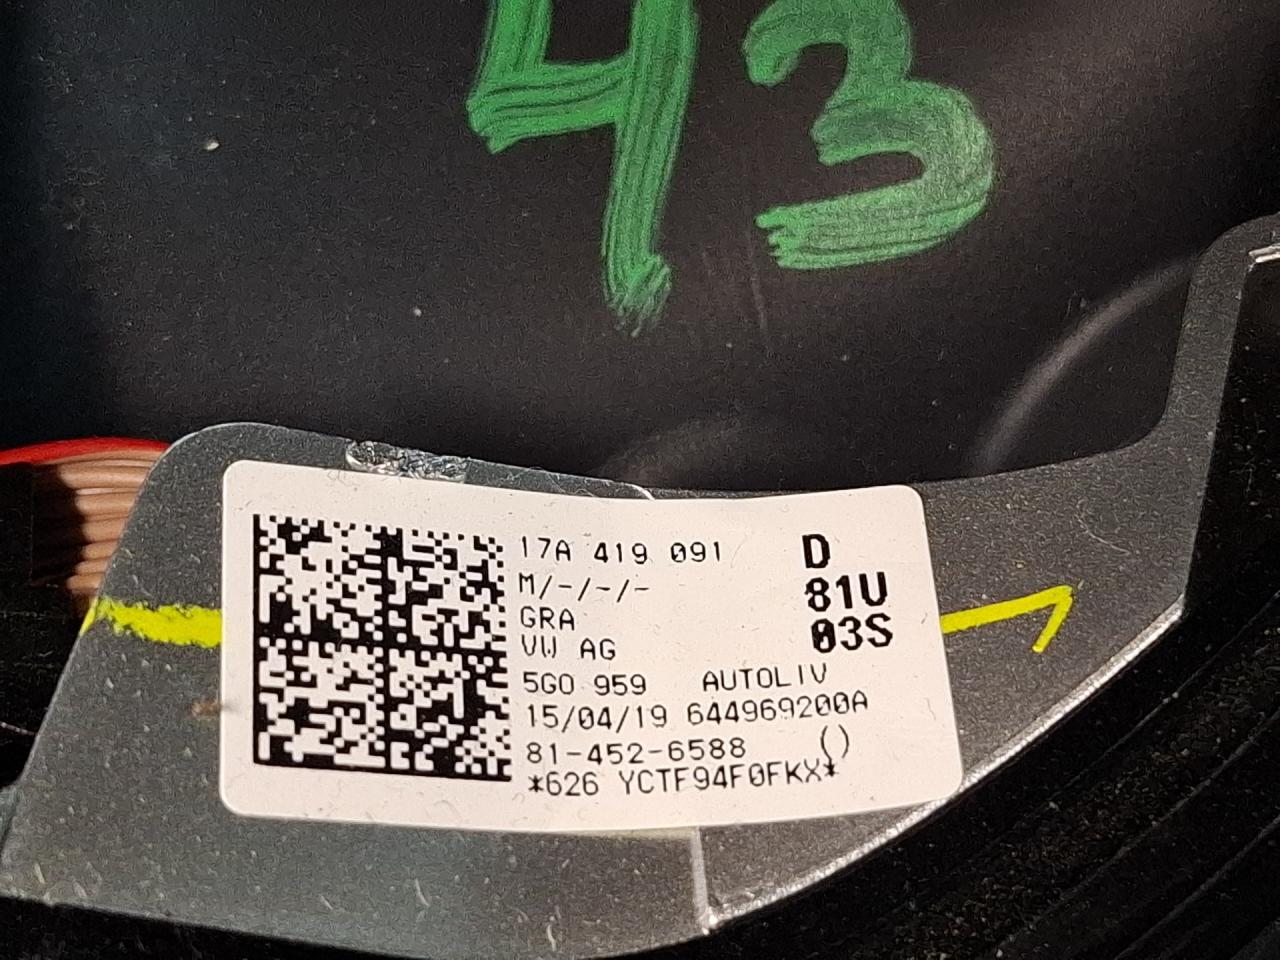 43
17A 419 091 D
M/-/-/- 81U
GRA 03S
VW AG
5G0 959 AUTOLIV
15/04/19 644969200A
81-452-6588 ()
*626 YCTF94F0FKX*